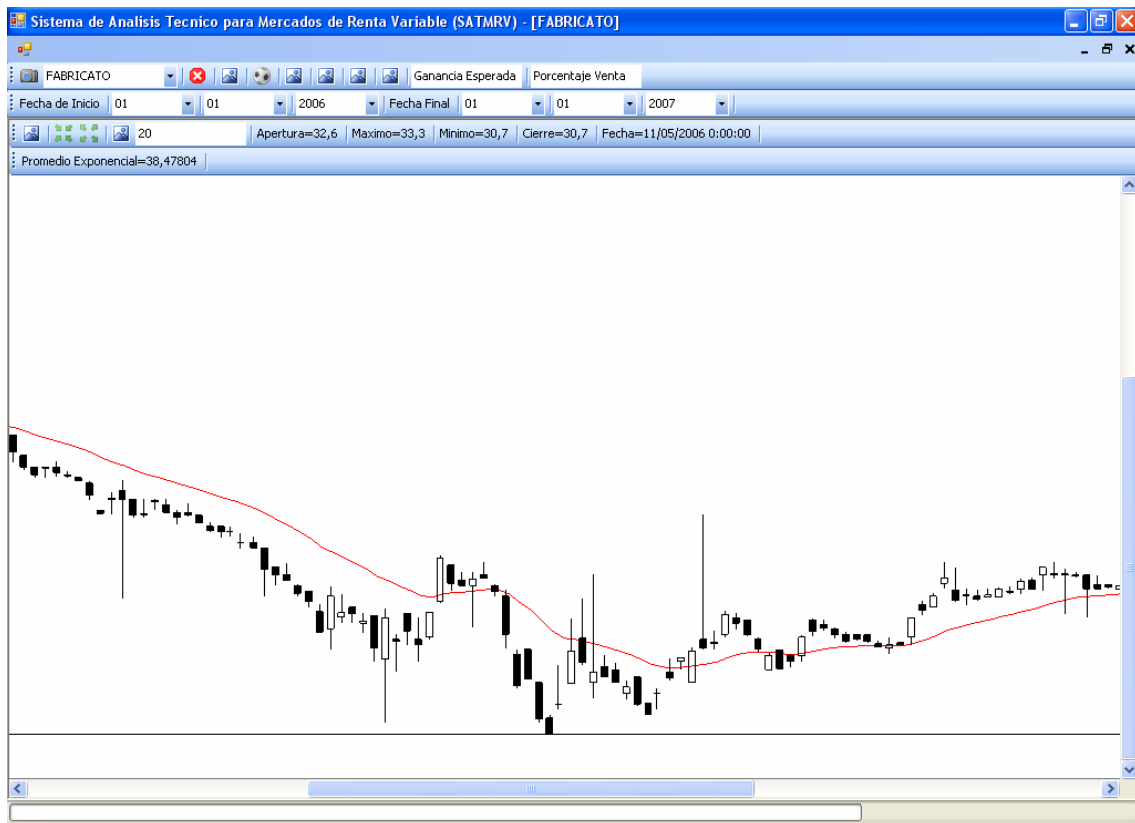 Sistema de Analisis Tecnico para Mercados de Renta Variable (SATMRV) - [FABRICATO]
FABRICATO Ganancia Esperada Porcentaje Venta
Fecha de Inicio 01 01 2006 Fecha Final 01 01 2007
20 Apertura=32,6 Maximo=33,3 Minimo=30,7 Cierre=30,7 Fecha=11/05/2006 0:00:00
Promedio Exponencial=38,47804